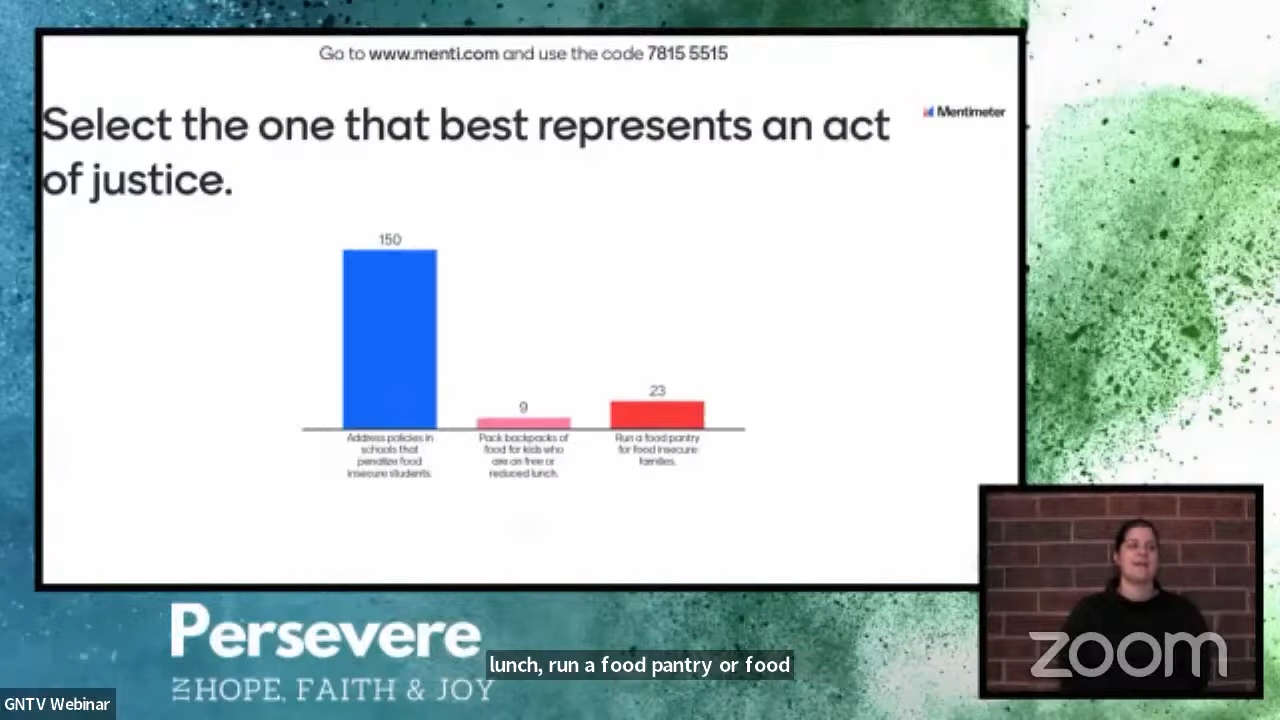 Go to www.menti.com and use the code 7815 5515
Mentimeter
Select the one that best represents an act
of justice.
150
9
23
Address policies in
schools that
penalize food
insecure students.
Pack backpacks of
food for kids who
are on free or
reduced lunch.
Run a food pantry
for food insecure
families.
Persevere
IN HOPE, FAITH & JOY
lunch, run a food pantry or food
GNTV Webinar
zoom